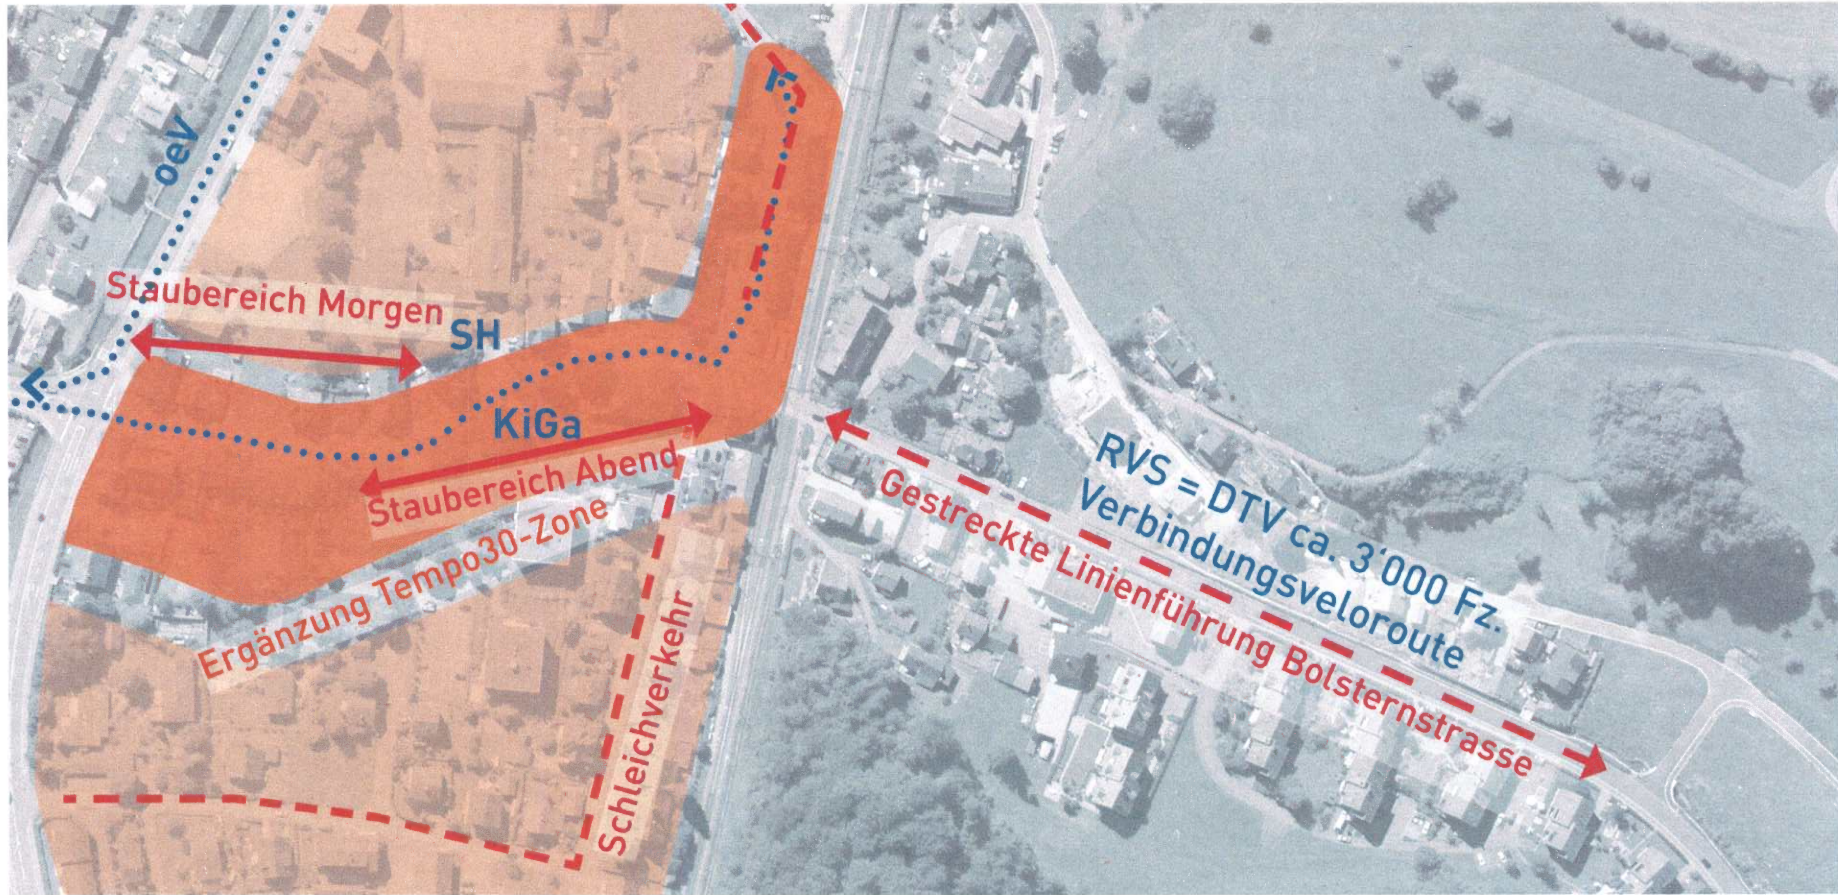 oeV
Staubereich Morgen
SH
KiGa
Staubereich Abend
Ergänzung Tempo30-Zone
Schleichverkehr
RVS = DTV ca. 3'000 Fz.
Verbindungsveloroute
Gestreckte Linienführung Bolsternstrasse